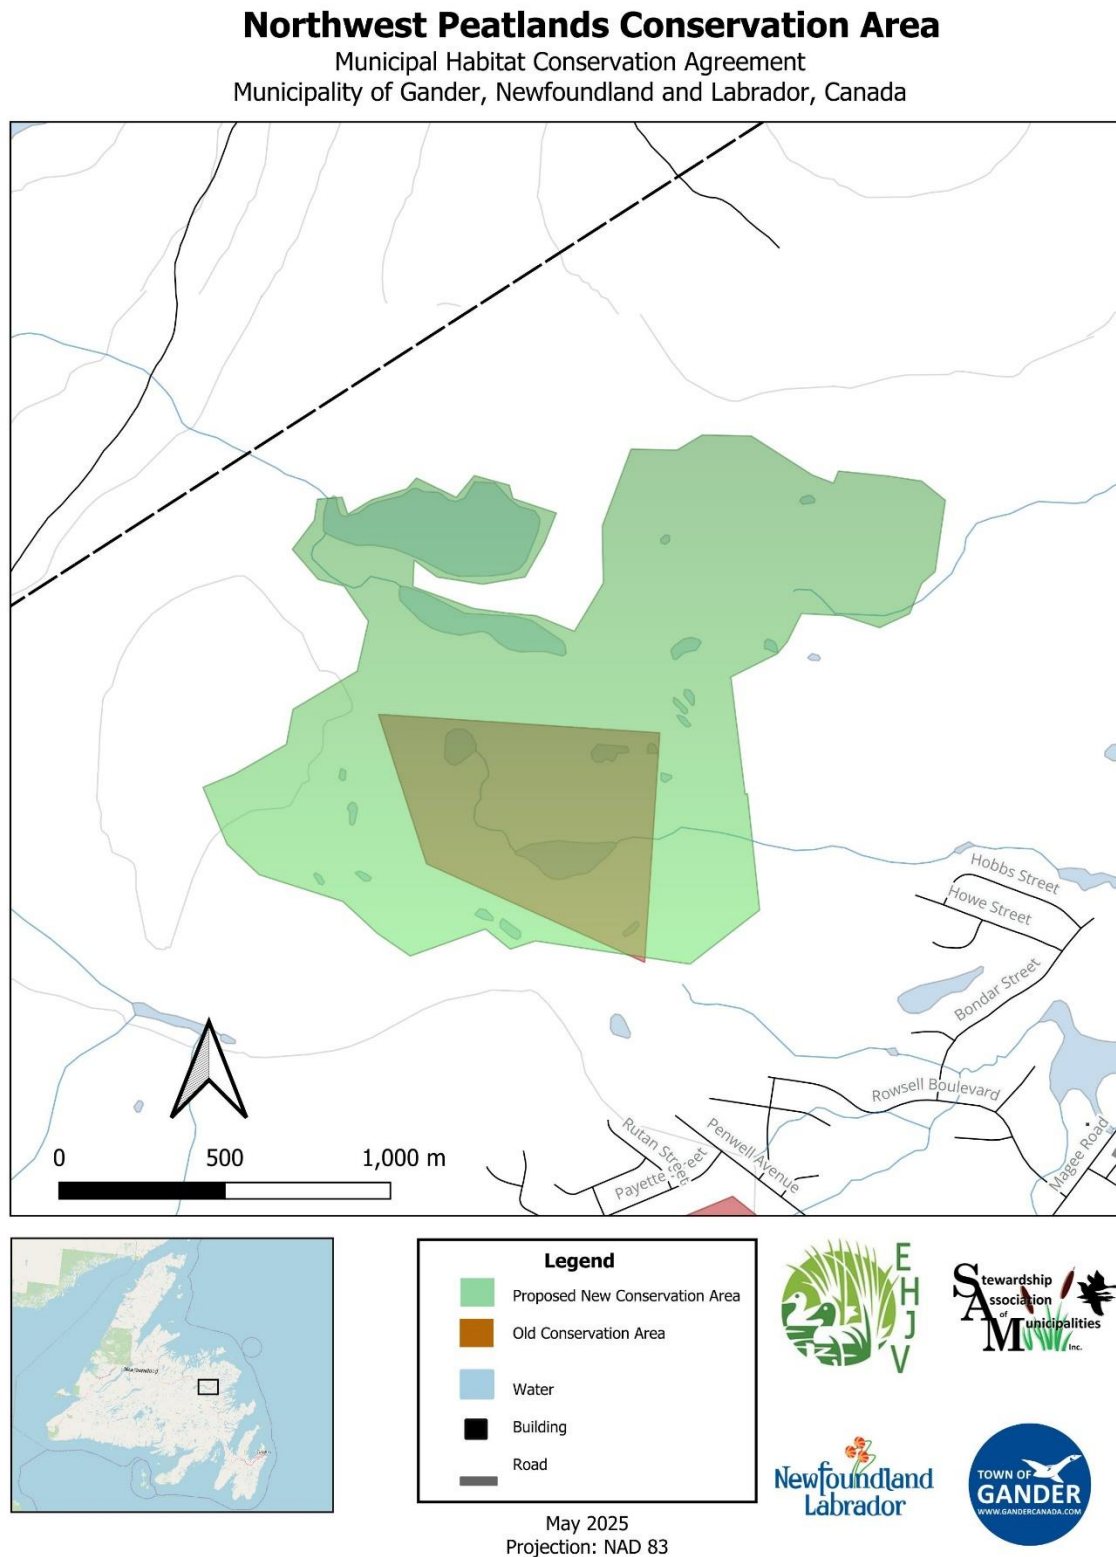 Northwest Peatlands Conservation Area
Municipal Habitat Conservation Agreement
Municipality of Gander, Newfoundland and Labrador, Canada
Hobbs Street
Howe Street
Bondar Street
Rowsell Boulevard
Magee Road
Penwell Avenue
Rutan Street
Payette Street
0 500 1,000 m
Legend
Proposed New Conservation Area
Old Conservation Area
Water
Building
Road
May 2025
Projection: NAD 83
EHJV
Stewardship
Association
of
Municipalities
Inc.
Newfoundland
Labrador
TOWN OF
GANDER
WWW.GANDERCANADA.COM